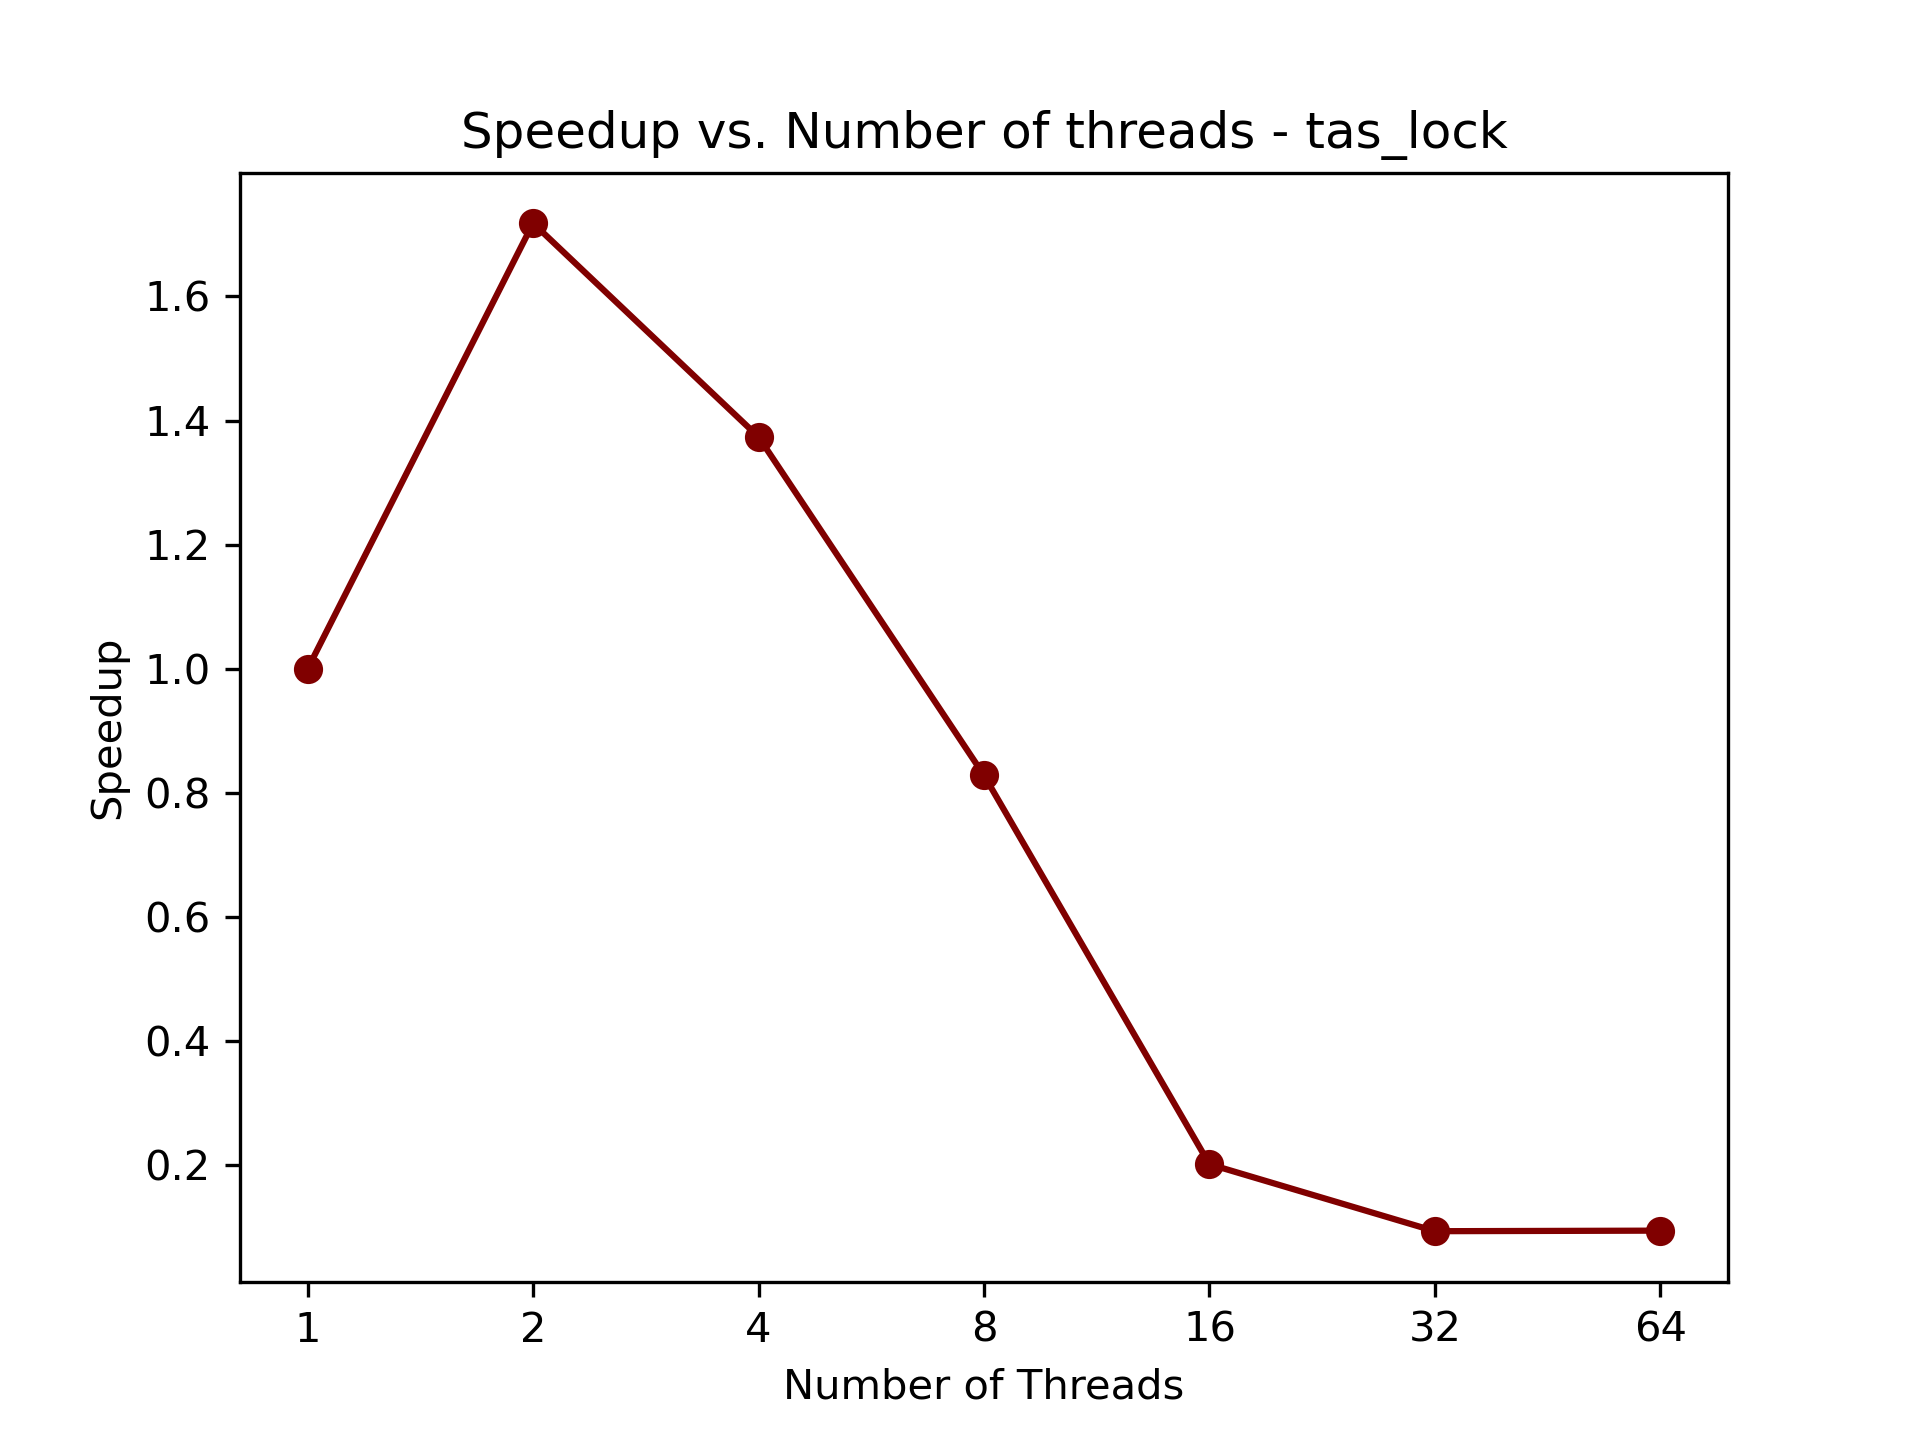 Speedup vs. Number of threads - tas_lock
Speedup
1.6
1.4
1.2
1.0
0.8
0.6
0.4
0.2
1 2 4 8 16 32 64
Number of Threads